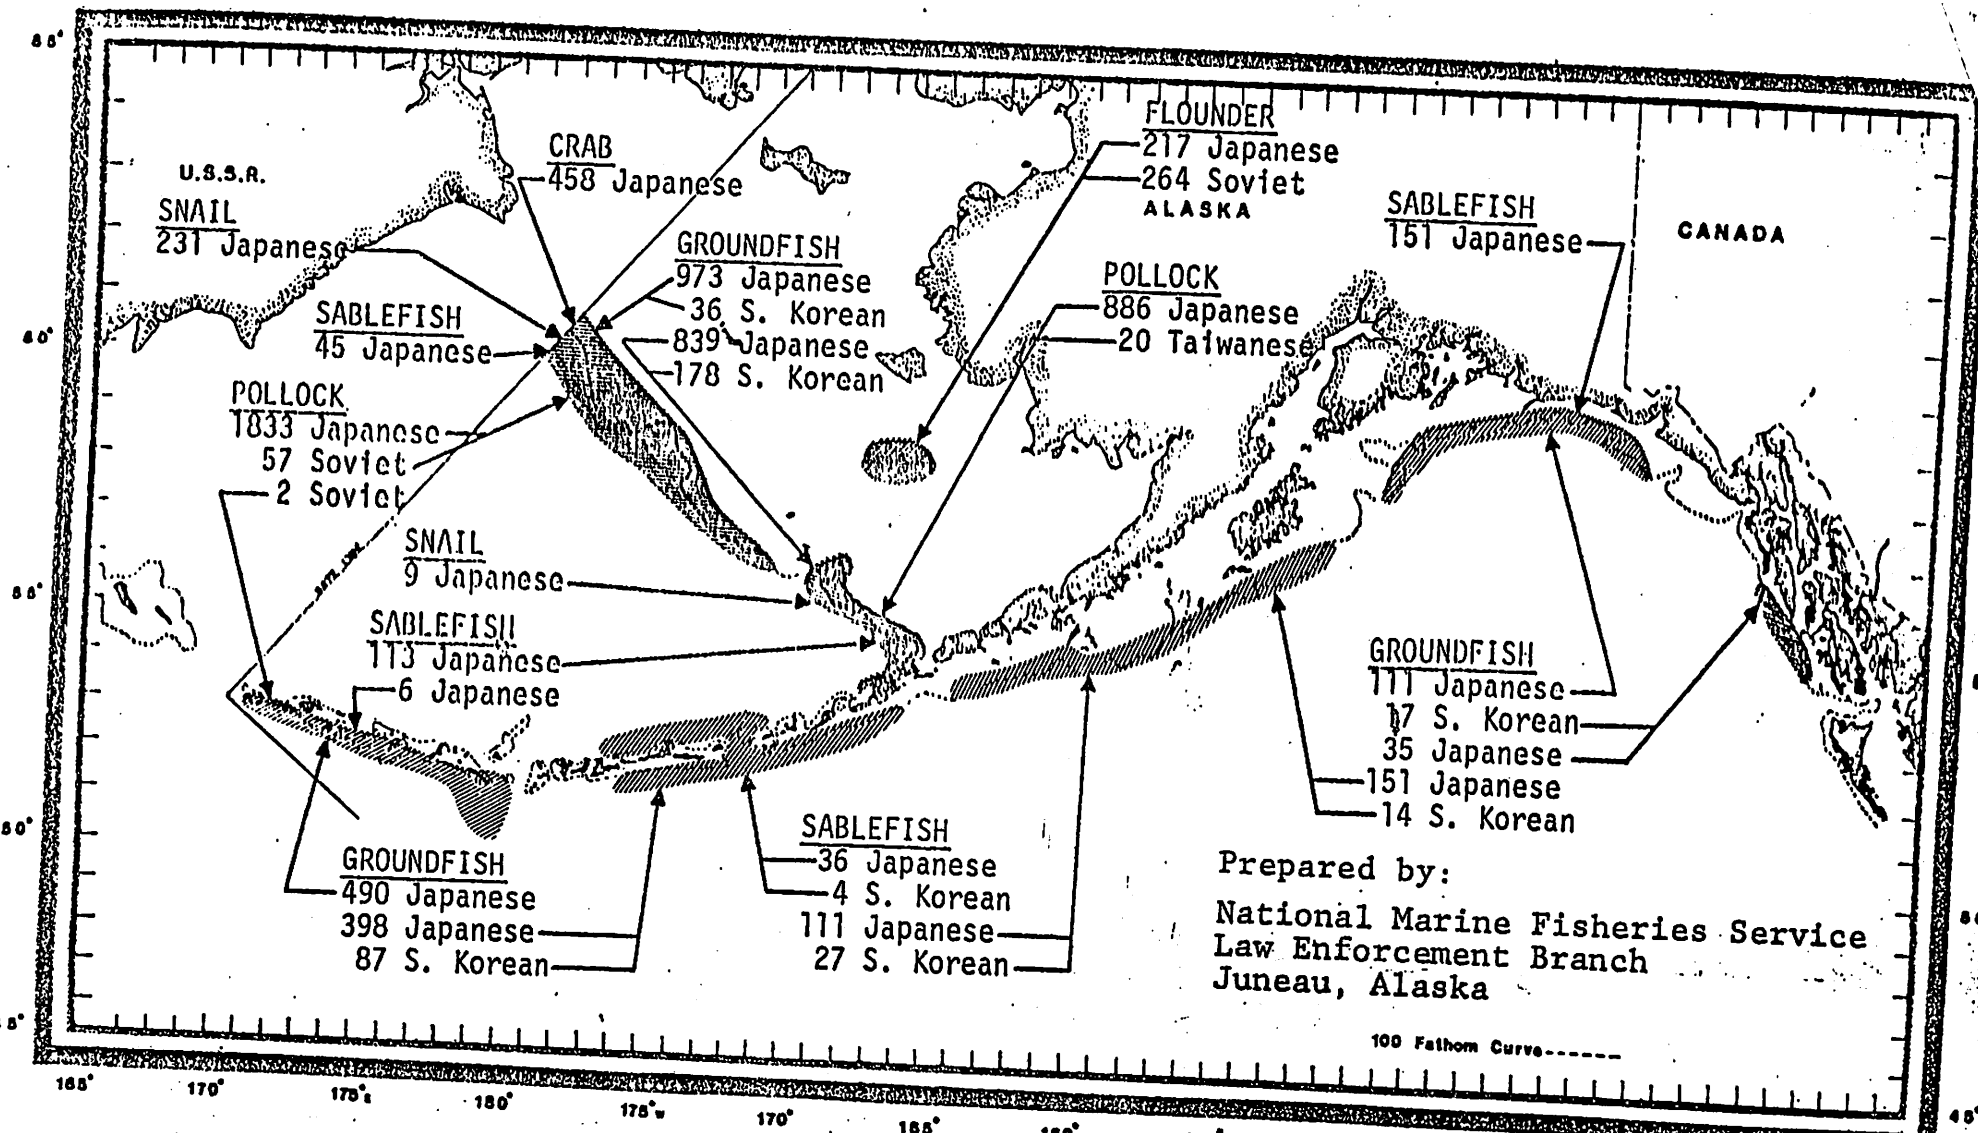 U.S.S.R.
SNAIL
231 Japanese
CRAB
458 Japanese
SABLEFISH
45 Japanese
GROUNDFISH
973 Japanese
36 S. Korean
839 Japanese
178 S. Korean
FLOUNDER
217 Japanese
264 Soviet
ALASKA
SABLEFISH
151 Japanese
CANADA
POLLOCK
886 Japanese
20 Taiwanese
POLLOCK
1833 Japanese
57 Soviet
2 Soviet
SNAIL
9 Japanese
SABLEFISH
113 Japanese
6 Japanese
GROUNDFISH
490 Japanese
398 Japanese
87 S. Korean
SABLEFISH
36 Japanese
4 S. Korean
111 Japanese
27 S. Korean
GROUNDFISH
111 Japanese
17 S. Korean
35 Japanese
151 Japanese
14 S. Korean
Prepared by:
National Marine Fisheries Service
Law Enforcement Branch
Juneau, Alaska
100 Fathom Curve------
165° 170° 175°E 180° 175°W 170° 165°
45°